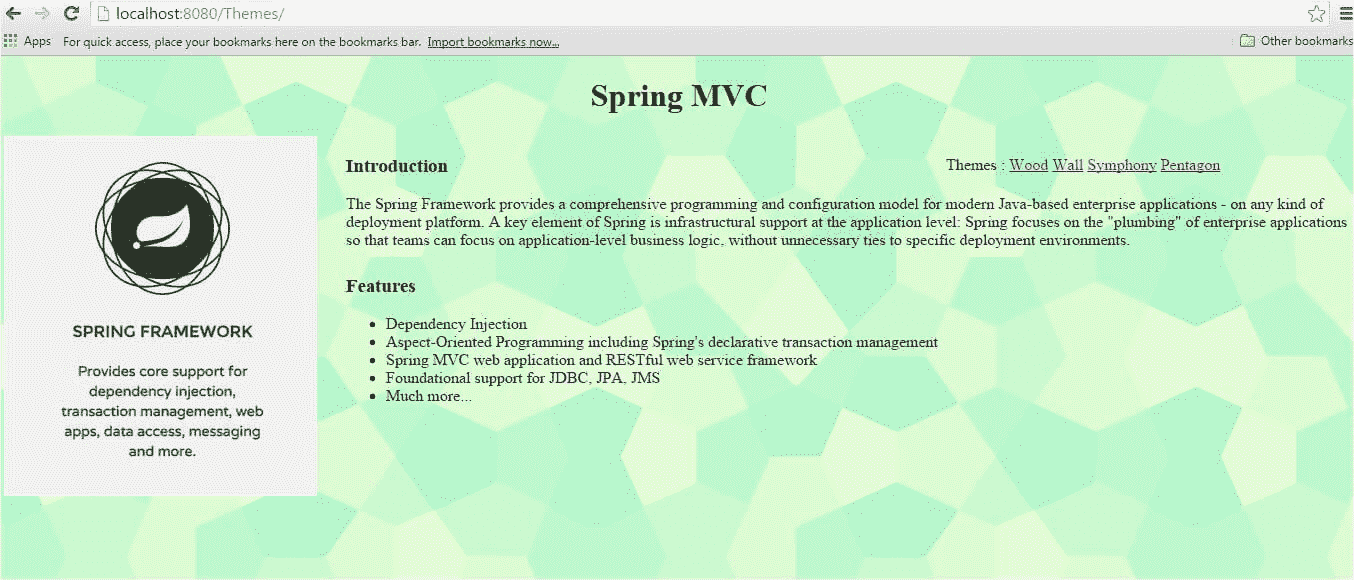 localhost:8080/Themes/
Apps For quick access, place your bookmarks here on the bookmarks bar. Import bookmarks now... Other bookmarks
Spring MVC
SPRING FRAMEWORK
Provides core support for
dependency injection,
transaction management, web
apps, data access, messaging
and more.
Introduction
Themes : Wood Wall Symphony Pentagon
The Spring Framework provides a comprehensive programming and configuration model for modern Java-based enterprise applications - on any kind of
deployment platform. A key element of Spring is infrastructural support at the application level: Spring focuses on the "plumbing" of enterprise applications
so that teams can focus on application-level business logic, without unnecessary ties to specific deployment environments.
Features
• Dependency Injection
• Aspect-Oriented Programming including Spring's declarative transaction management
• Spring MVC web application and RESTful web service framework
• Foundational support for JDBC, JPA, JMS
• Much more...